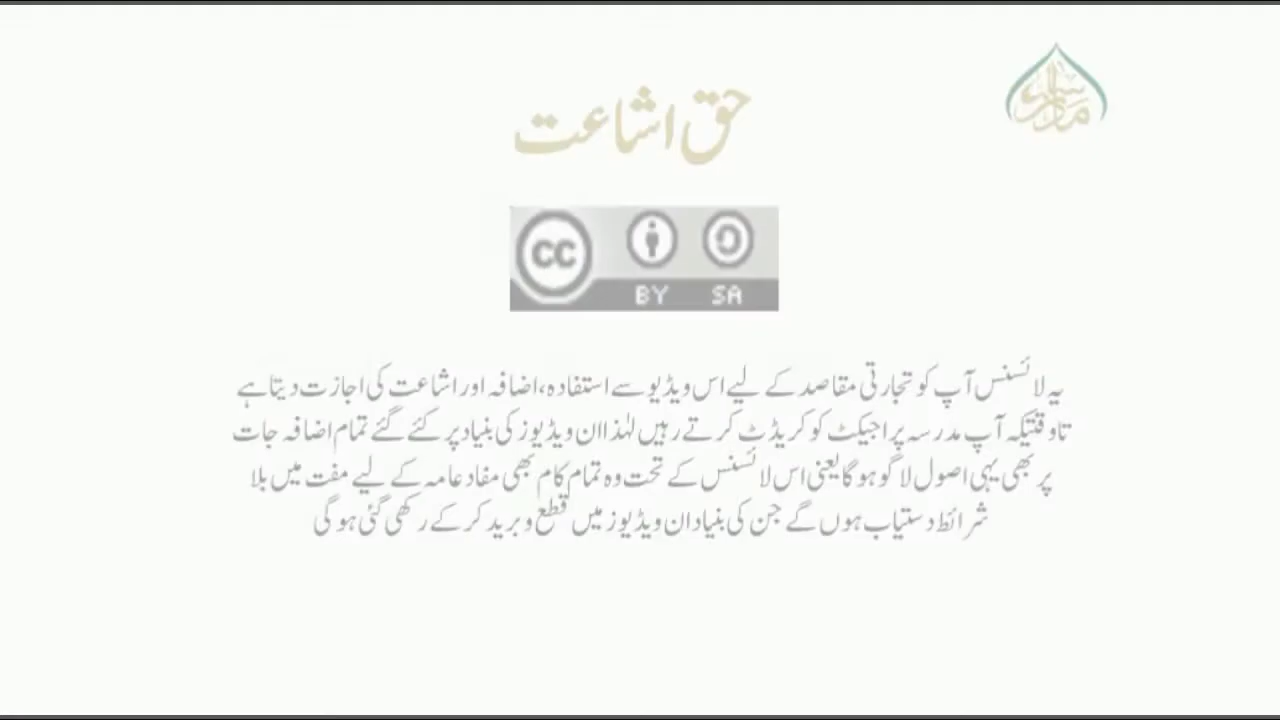 مدرسہ
حق اشاعت
cc
BY SA
یہ لائسنس آپ کو تجارتی مقاصد کے لیے اس ویڈیو سے استفادہ، اضافہ اور اشاعت کی اجازت دیتا ہے
تاوقتیکہ آپ مدرسہ پراجیکٹ کو کریڈٹ کرتے رہیں لہٰذا ان ویڈیوز کی بنیاد پر کئے گئے تمام اضافہ جات
پر بھی یہی اصول لاگو ہو گا یعنی اس لائسنس کے تحت وہ تمام کام بھی مفاد عامہ کے لیے مفت میں بلا
شرائط دستیاب ہوں گے جن کی بنیاد ان ویڈیوز میں قطع و برید کر کے رکھی گئی ہو گی